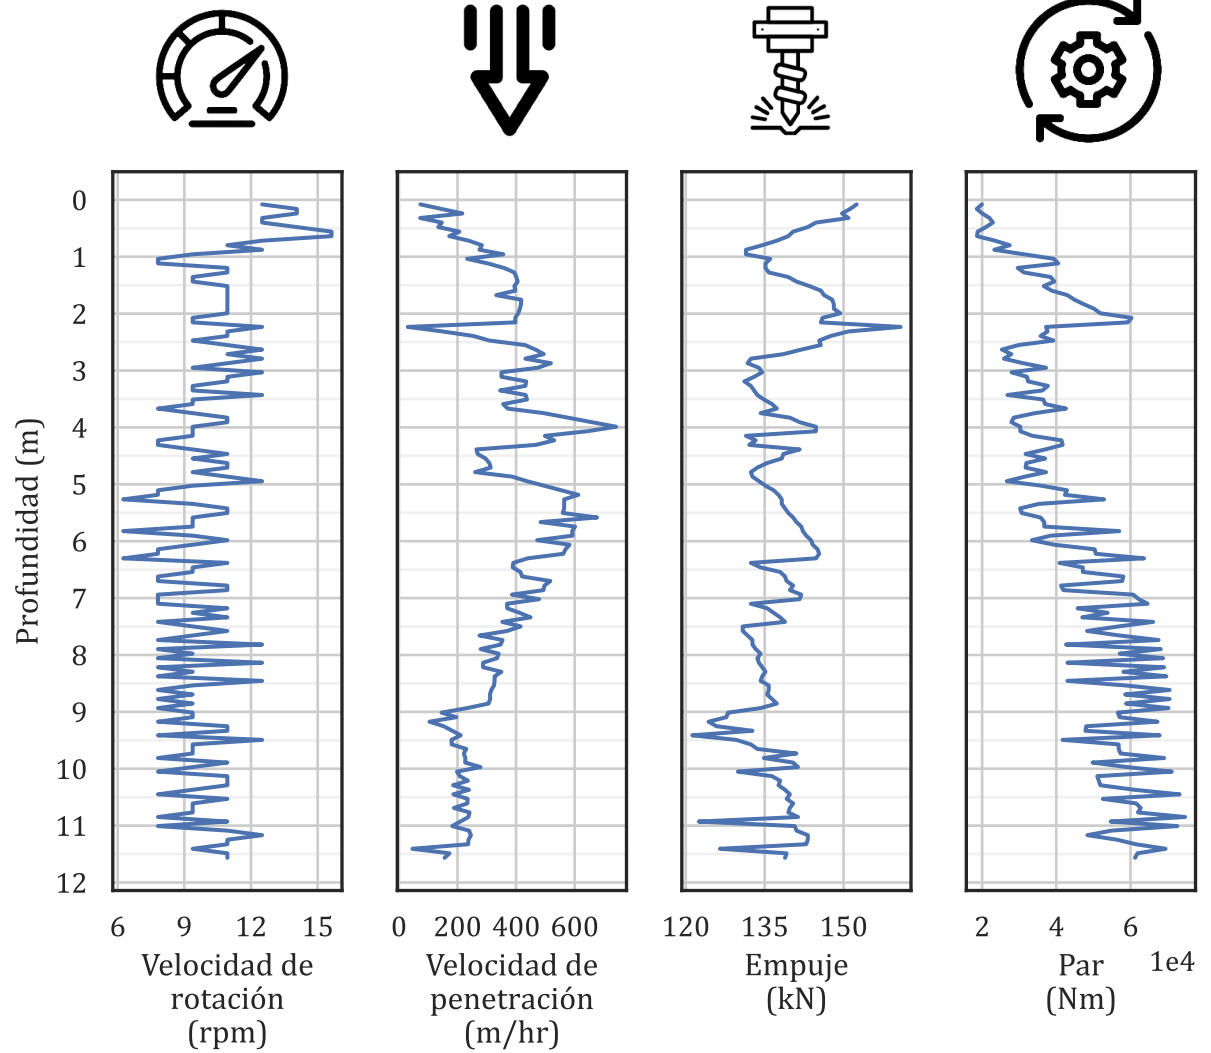 Profundidad (m)
0
1
2
3
4
5
6
7
8
9
10
11
12
6 9 12 15
0 200 400 600
120 135 150
2 4 6
1e4
Velocidad de
rotación
(rpm)
Velocidad de
penetración
(m/hr)
Empuje
(kN)
Par
(Nm)